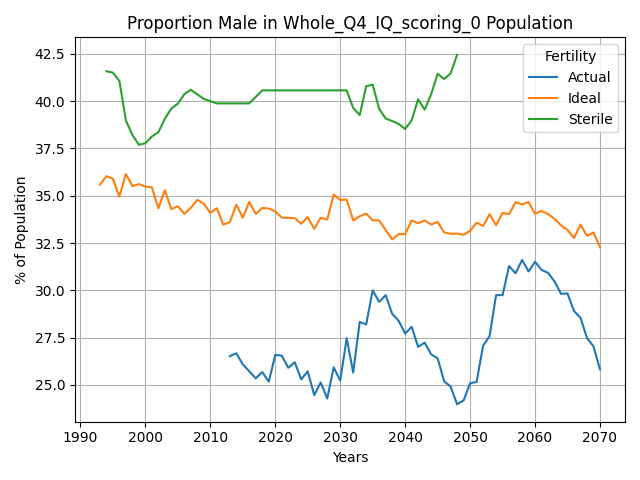 Proportion Male in Whole_Q4_IQ_scoring_0 Population
% of Population
42.5
40.0
37.5
35.0
32.5
30.0
27.5
25.0
Fertility
Actual
Ideal
Sterile
1990 2000 2010 2020 2030 2040 2050 2060 2070
Years